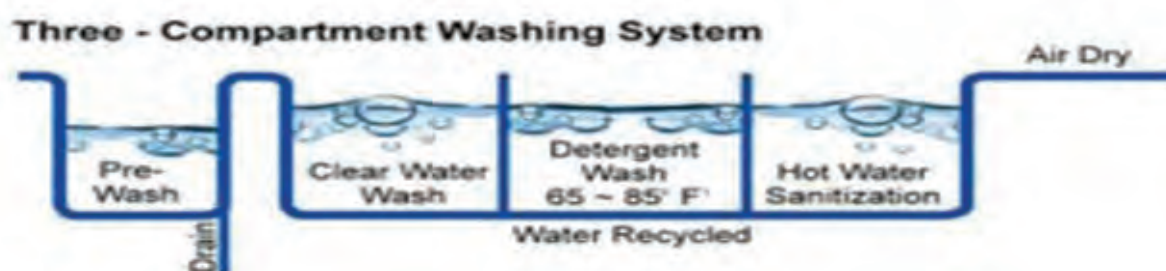 Three - Compartment Washing System
Air Dry
Pre-
Wash
Clear Water
Wash
Detergent
Wash
65 ~ 85° F'
Hot Water
Sanitization
Water Recycled
Drain